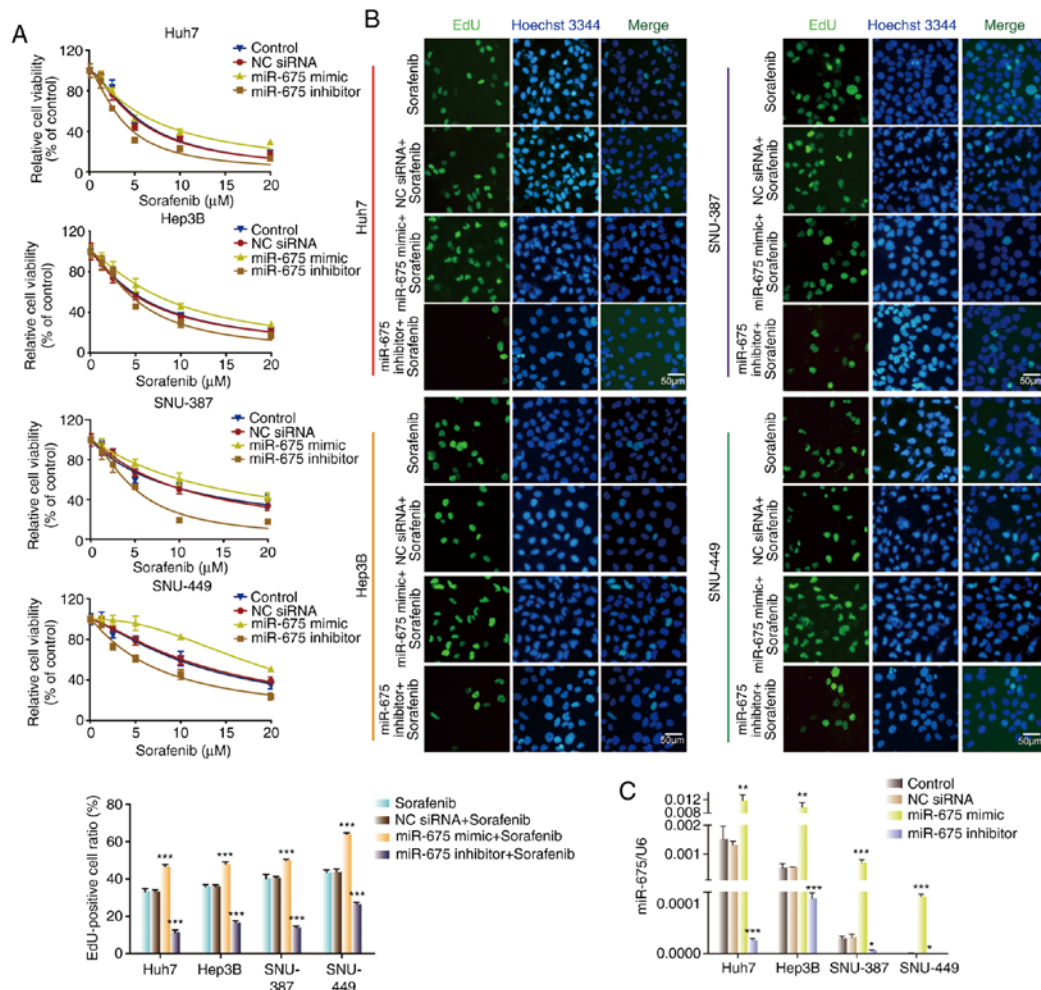 A
Huh7
120
80
40
0
Relative cell viability
(% of control)
Control
NC siRNA
miR-675 mimic
miR-675 inhibitor
0 5 10 15 20
Sorafenib (μM)
Hep3B
120
80
40
0
Relative cell viability
(% of control)
Control
NC siRNA
miR-675 mimic
miR-675 inhibitor
0 5 10 15 20
Sorafenib (μM)
SNU-387
120
80
40
0
Relative cell viability
(% of control)
Control
NC siRNA
miR-675 mimic
miR-675 inhibitor
0 5 10 15 20
Sorafenib (μM)
SNU-449
120
80
40
0
Relative cell viability
(% of control)
Control
NC siRNA
miR-675 mimic
miR-675 inhibitor
0 5 10 15 20
Sorafenib (μM)
B
EdU Hoechst 3344 Merge
Huh7
Sorafenib
NC siRNA+
Sorafenib
miR-675 mimic+
Sorafenib
miR-675
inhibitor+
Sorafenib
50μm
Hep3B
Sorafenib
NC siRNA+
Sorafenib
miR-675 mimic+
Sorafenib
miR-675
inhibitor+
Sorafenib
50μm
EdU Hoechst 3344 Merge
SNU-387
Sorafenib
NC siRNA+
Sorafenib
miR-675 mimic+
Sorafenib
miR-675
inhibitor+
Sorafenib
50μm
SNU-449
Sorafenib
NC siRNA+
Sorafenib
miR-675 mimic+
Sorafenib
miR-675
inhibitor+
Sorafenib
50μm
EdU-positive cell ratio (%)
80
60
40
20
0
Sorafenib
NC siRNA+Sorafenib
miR-675 mimic+Sorafenib
miR-675 inhibitor+Sorafenib
*** *** *** ***
*** *** *** ***
Huh7 Hep3B SNU-
387 SNU-
449
C
miR-675/U6
0.012
0.008
0.002
0.001
0.0001
0.0000
Control
NC siRNA
miR-675 mimic
miR-675 inhibitor
** ** *** ***
*** *** * *
Huh7 Hep3B SNU-387 SNU-449